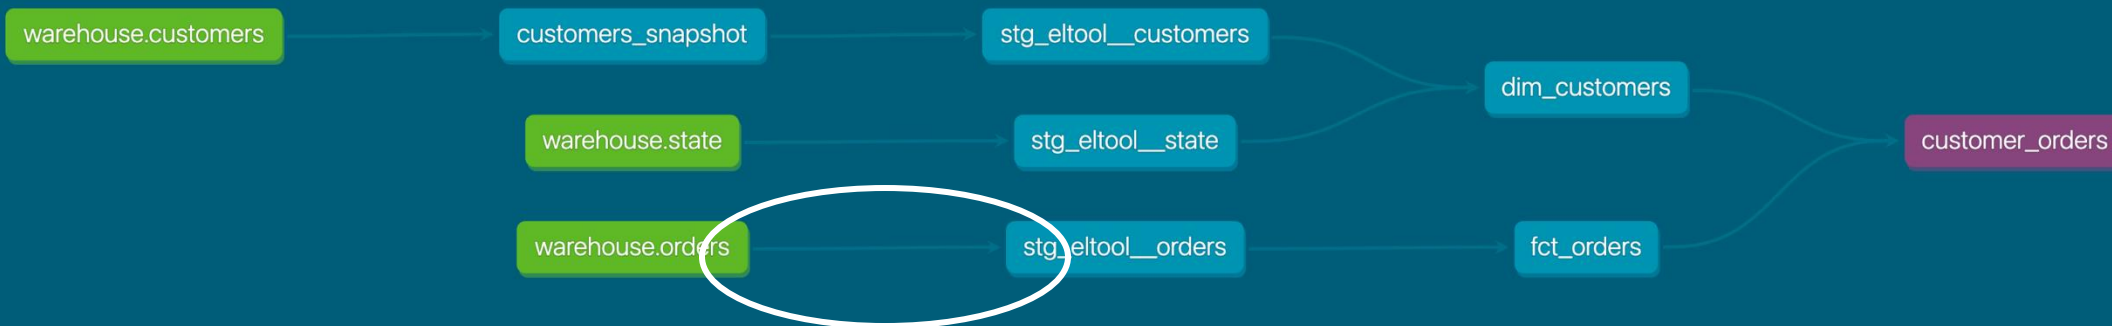 warehouse.customers
customers_snapshot
stg_eltool__customers
dim_customers
warehouse.state
stg_eltool__state
customer_orders
warehouse.orders
stg_eltool__orders
fct_orders